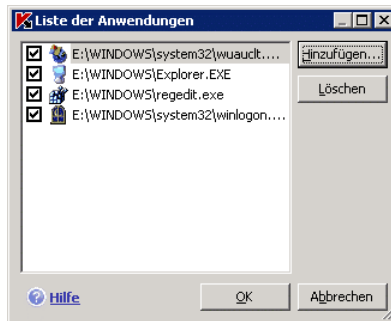 Liste der Anwendungen
E:\WINDOWS\system32\wuauclt....
E:\WINDOWS\Explorer.EXE
E:\WINDOWS\regedit.exe
E:\WINDOWS\system32\winlogon....
Hinzufügen...
Löschen
Hilfe
OK
Abbrechen